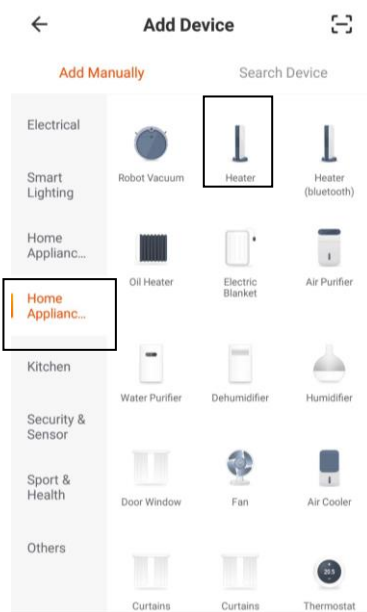 Add Device
Add Manually
Search Device
Electrical
Smart
Lighting
Home
Applianc...
Home
Applianc...
Kitchen
Security &
Sensor
Sport &
Health
Others
Robot Vacuum
Heater
Heater
(bluetooth)
Oil Heater
Electric
Blanket
Air Purifier
Water Purifier
Dehumidifier
Humidifier
Door Window
Fan
Air Cooler
20.5
Curtains
Curtains
Thermostat